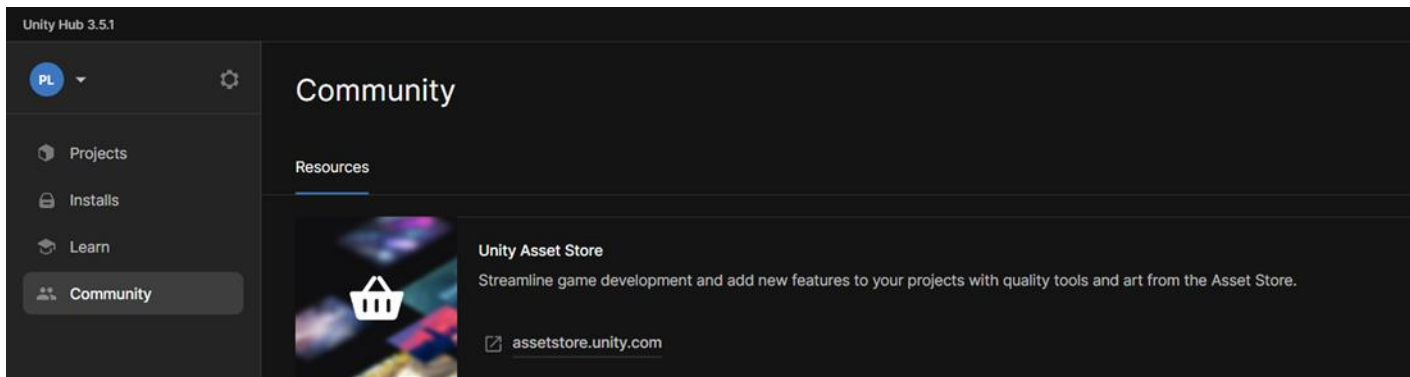 Unity Hub 3.5.1
PL
Projects
Installs
Learn
Community
Community
Resources
Unity Asset Store
Streamline game development and add new features to your projects with quality tools and art from the Asset Store.
assetstore.unity.com